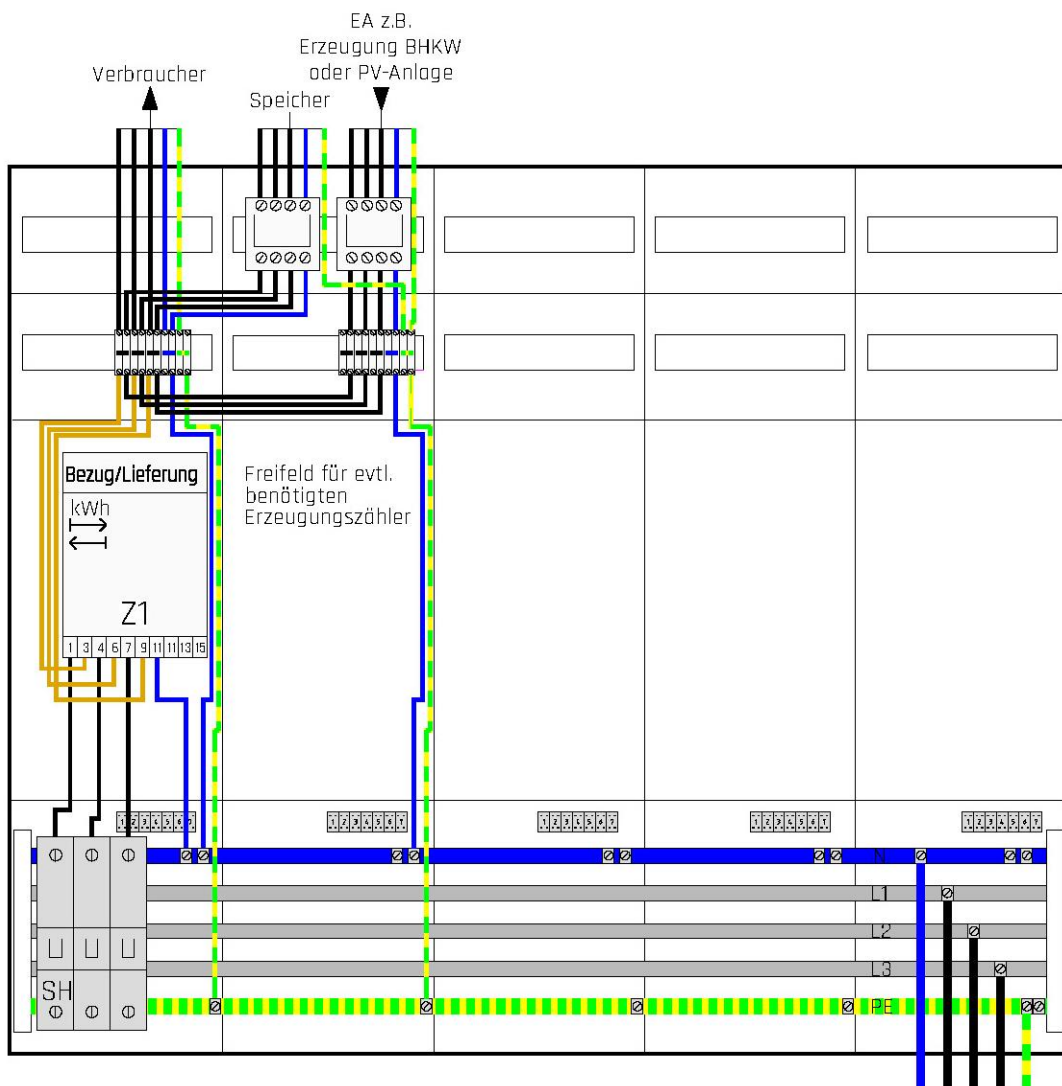 EA z.B.
Erzeugung BHKW
oder PV-Anlage
Verbraucher
Speicher
Bezug/Lieferung
kWh
Z1
1 3 4 6 7 9 11 11 13 15
Freifeld für evtl.
benötigten
Erzeugungszähler
1 2 3 4 5 6 7
1 2 3 4 5 6 7
1 2 3 4 5 6 7
1 2 3 4 5 6 7
1 2 3 4 5 6 7
N
L1
L2
L3
SH
PE